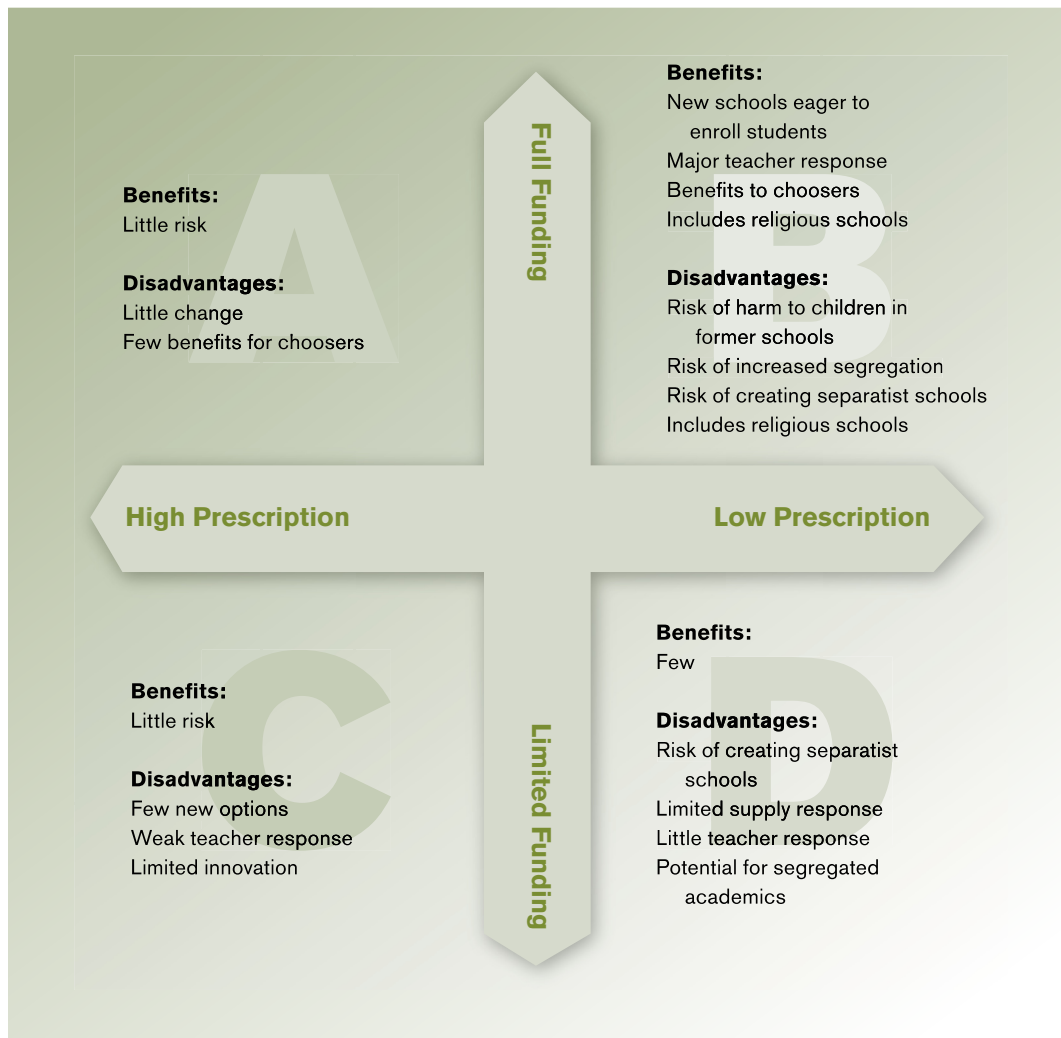 A
Benefits:
Little risk
Disadvantages:
Little change
Few benefits for choosers
Full Funding
B
Benefits:
New schools eager to
enroll students
Major teacher response
Benefits to choosers
Includes religious schools
Disadvantages:
Risk of harm to children in
former schools
Risk of increased segregation
Risk of creating separatist schools
Includes religious schools
High Prescription
Low Prescription
C
Benefits:
Little risk
Disadvantages:
Few new options
Weak teacher response
Limited innovation
Limited Funding
D
Benefits:
Few
Disadvantages:
Risk of creating separatist
schools
Limited supply response
Little teacher response
Potential for segregated
academics